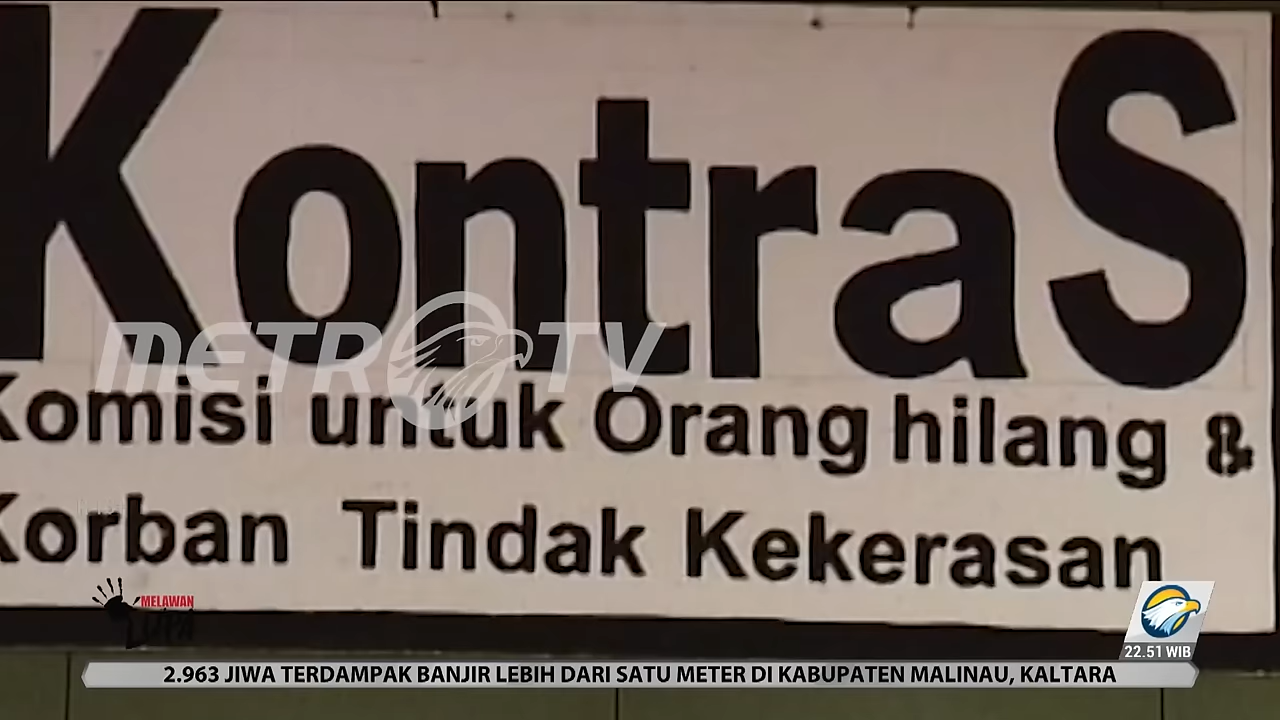 KontraS
METRO TV
Komisi untuk Orang hilang &
Korban Tindak Kekerasan
MELAWAN
LUPA
22.51 WIB
2.963 JIWA TERDAMPAK BANJIR LEBIH DARI SATU METER DI KABUPATEN MALINAU, KALTARA